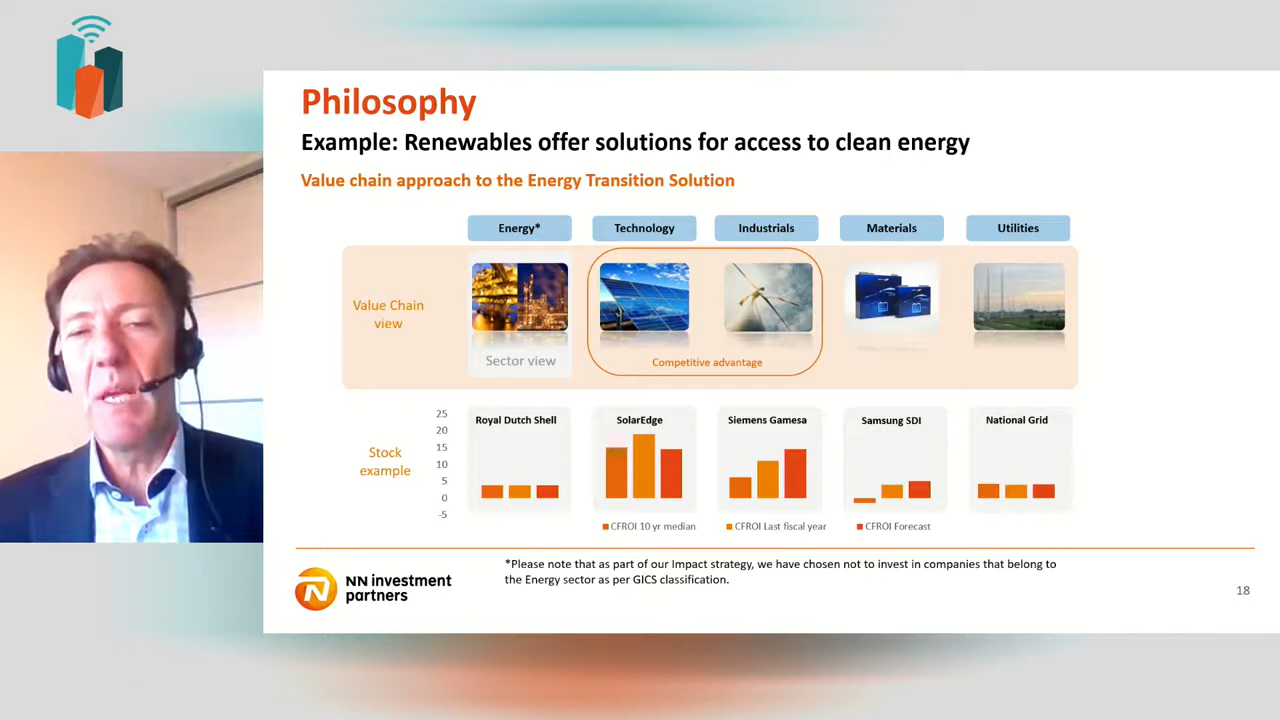 Philosophy
Example: Renewables offer solutions for access to clean energy
Value chain approach to the Energy Transition Solution
Energy*
Technology
Industrials
Materials
Utilities
Value Chain
view
Sector view
Competitive advantage
Stock
example
25
20
15
10
5
0
-5
Royal Dutch Shell
SolarEdge
Siemens Gamesa
Samsung SDI
National Grid
CFROI 10 yr median
CFROI Last fiscal year
CFROI Forecast
*Please note that as part of our Impact strategy, we have chosen not to invest in companies that belong to
the Energy sector as per GICS classification.
NN investment
partners
18